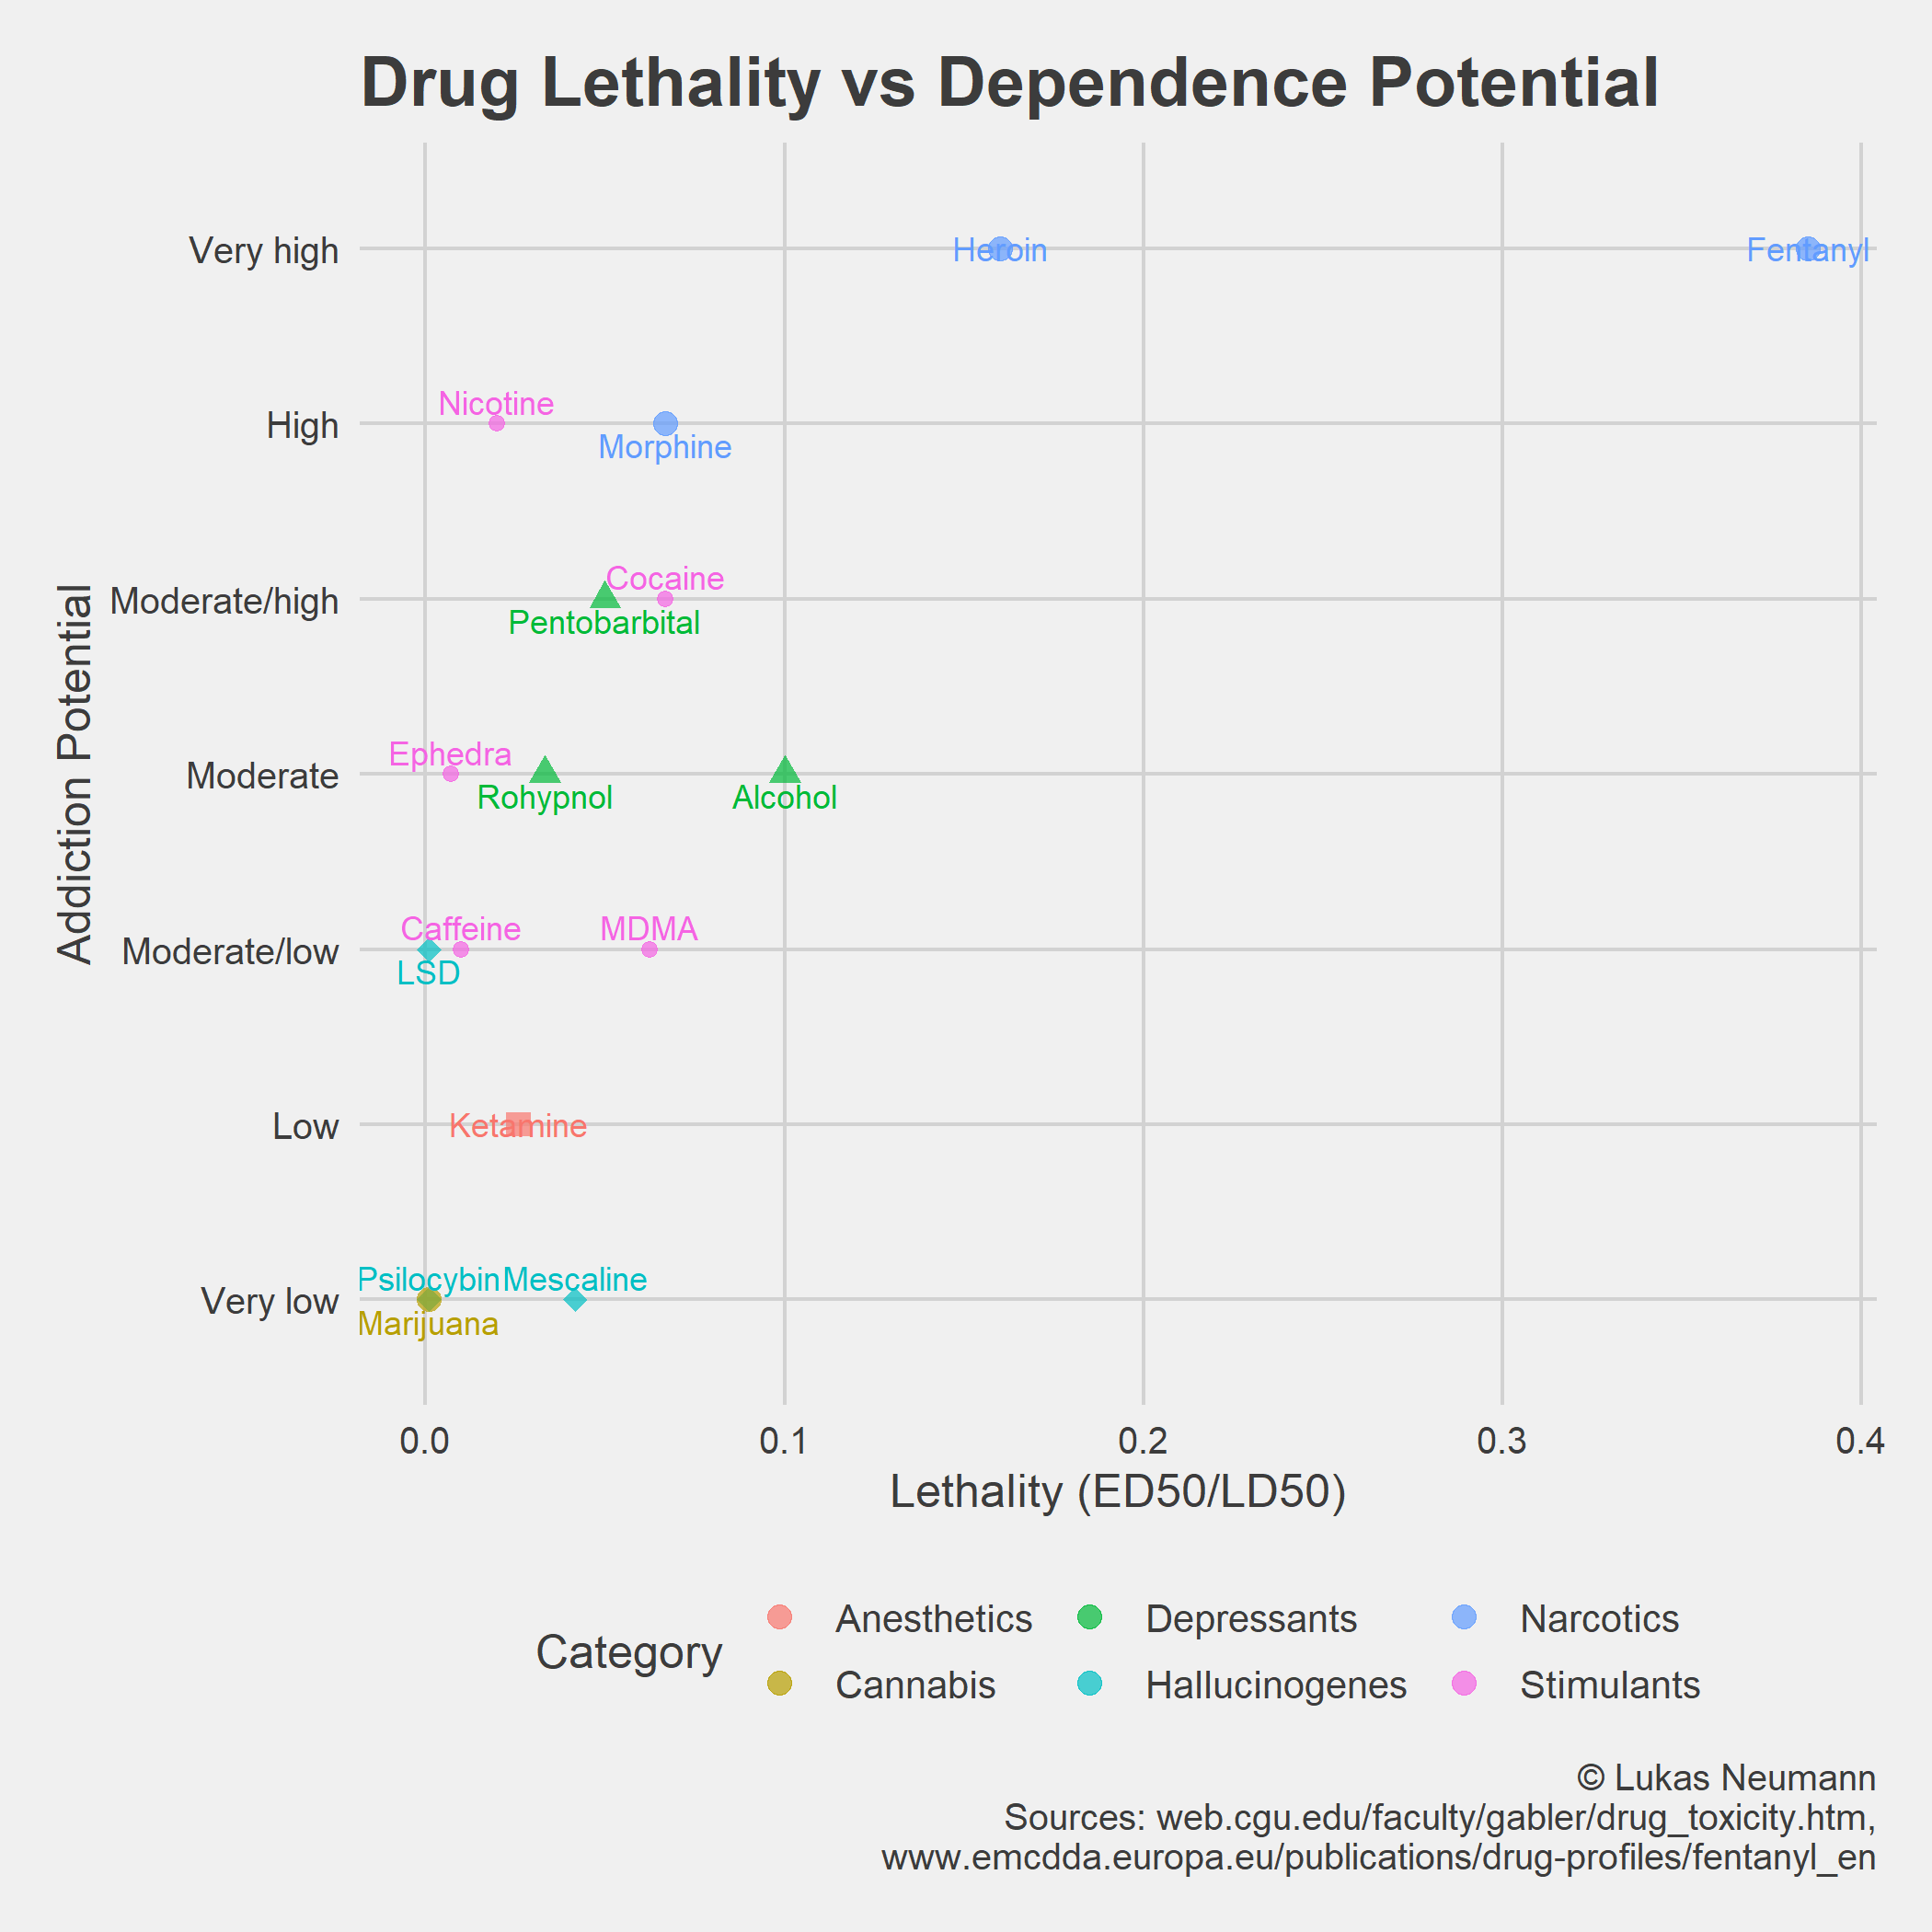 Drug Lethality vs Dependence Potential
Very high
Heroin
Fentanyl
Nicotine
High
Morphine
Cocaine
Moderate/high
Pentobarbital
Ephedra
Moderate
Rohypnol
Alcohol
Caffeine
MDMA
Moderate/low
LSD
Low
Ketamine
Psilocybin
Mescaline
Very low
Marijuana
Addiction Potential
0.0
0.1
0.2
0.3
0.4
Lethality (ED50/LD50)
Category
Anesthetics
Depressants
Narcotics
Cannabis
Hallucinogenes
Stimulants
© Lukas Neumann
Sources: web.cgu.edu/faculty/gabler/drug_toxicity.htm,
www.emcdda.europa.eu/publications/drug-profiles/fentanyl_en